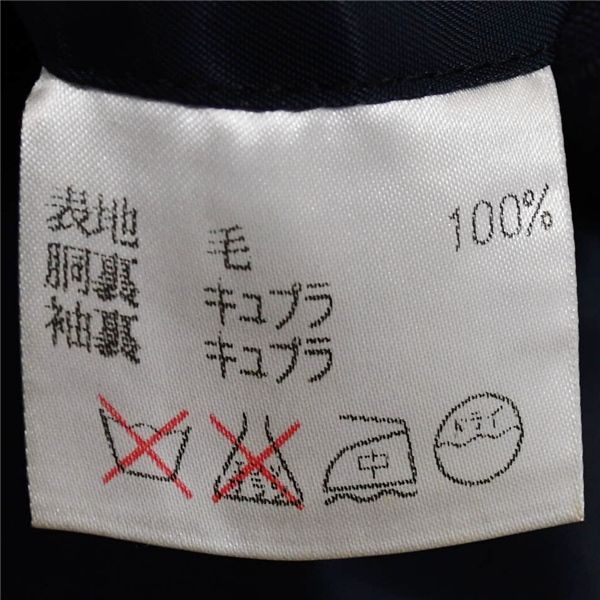 表地 毛 100%
胴裏 キュプラ
袖裏 キュプラ
中 ドライ